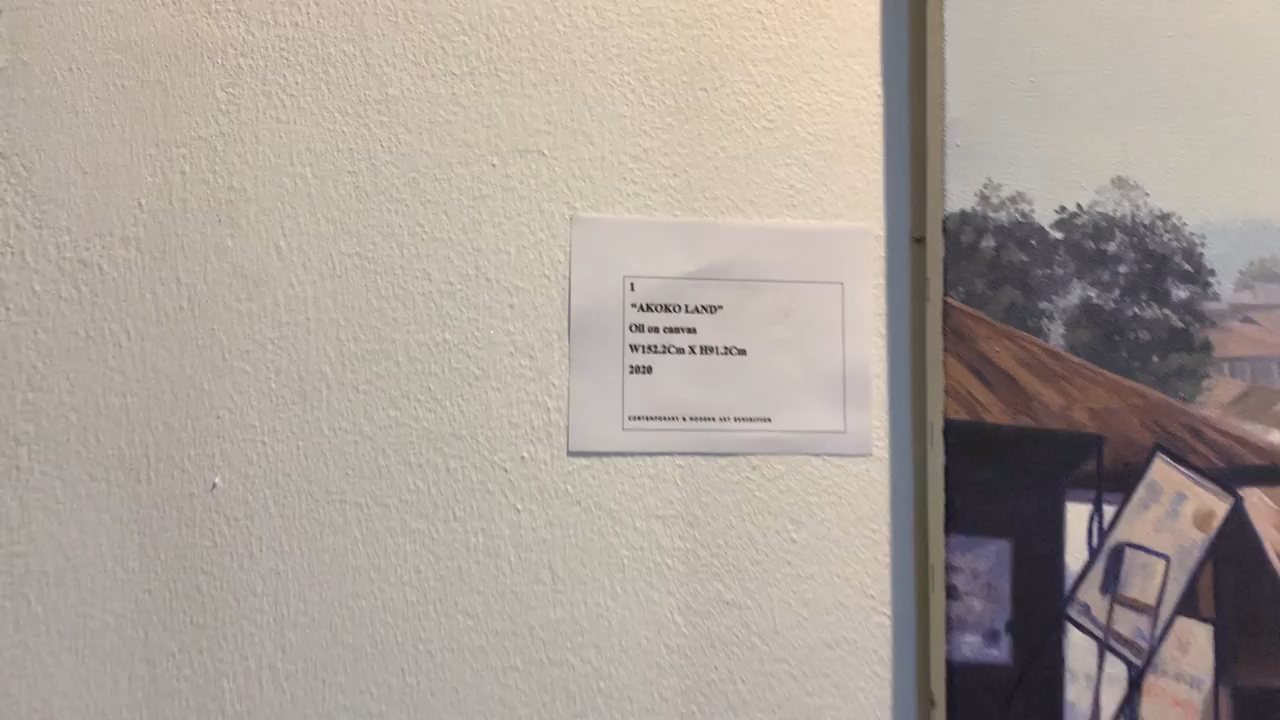 1
“AKOKO LAND”
Oil on canvas
W152.2Cm X H91.2Cm
2020
CONTEMPORARY & MODERN ART EXHIBITION